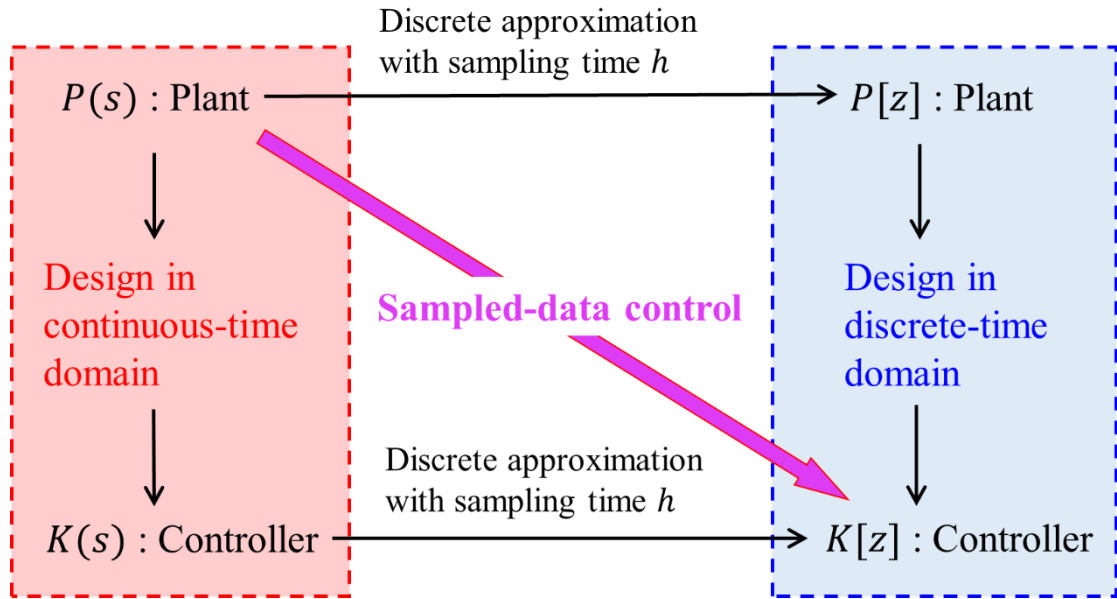 Discrete approximation
with sampling time h
P(s) : Plant
P[z] : Plant
Design in
continuous-time
domain
Sampled-data control
Design in
discrete-time
domain
Discrete approximation
with sampling time h
K(s) : Controller
K[z] : Controller